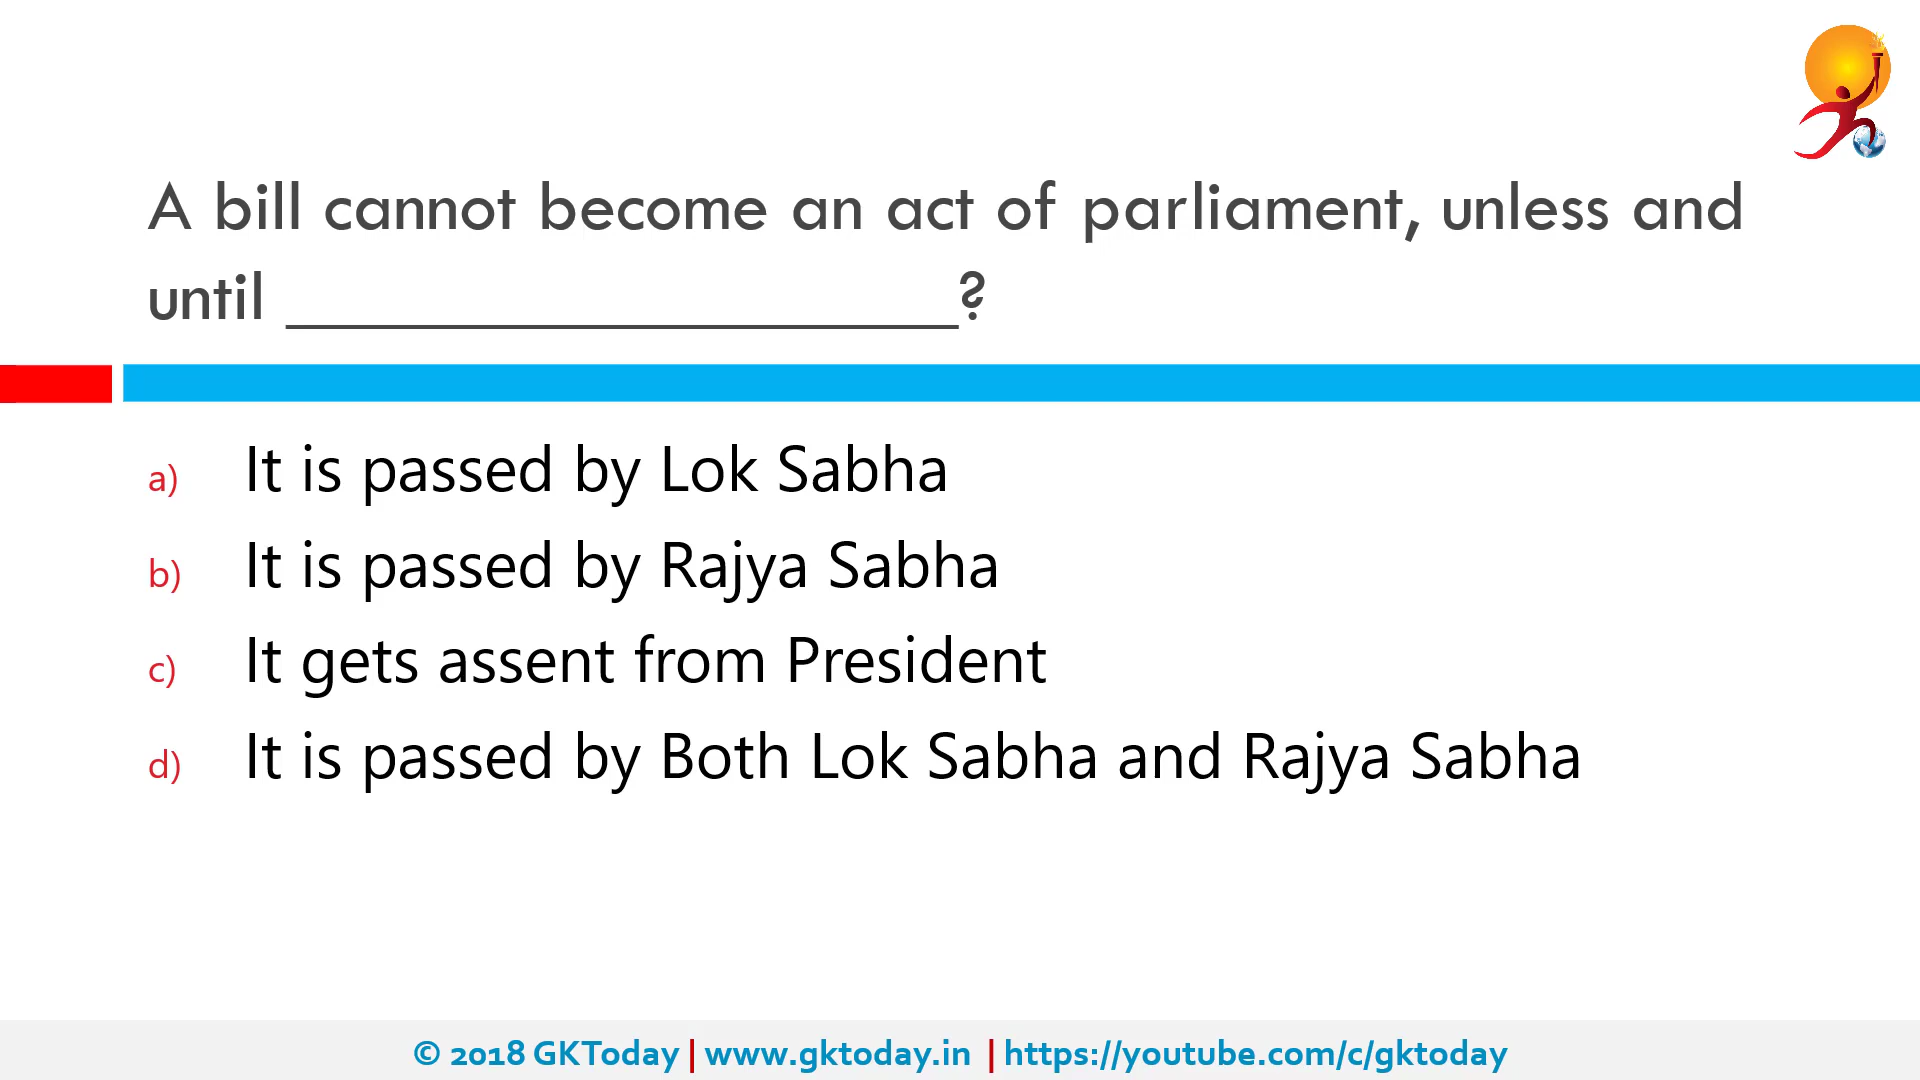 A bill cannot become an act of parliament, unless and
until ____________________?
a) It is passed by Lok Sabha
b) It is passed by Rajya Sabha
c) It gets assent from President
d) It is passed by Both Lok Sabha and Rajya Sabha
© 2018 GKToday | www.gktoday.in | https://youtube.com/c/gktoday